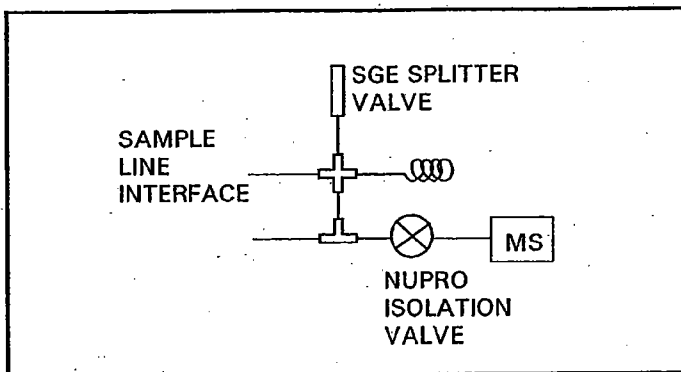 SGE SPLITTER
VALVE
SAMPLE
LINE
INTERFACE
MS
NUPRO
ISOLATION
VALVE